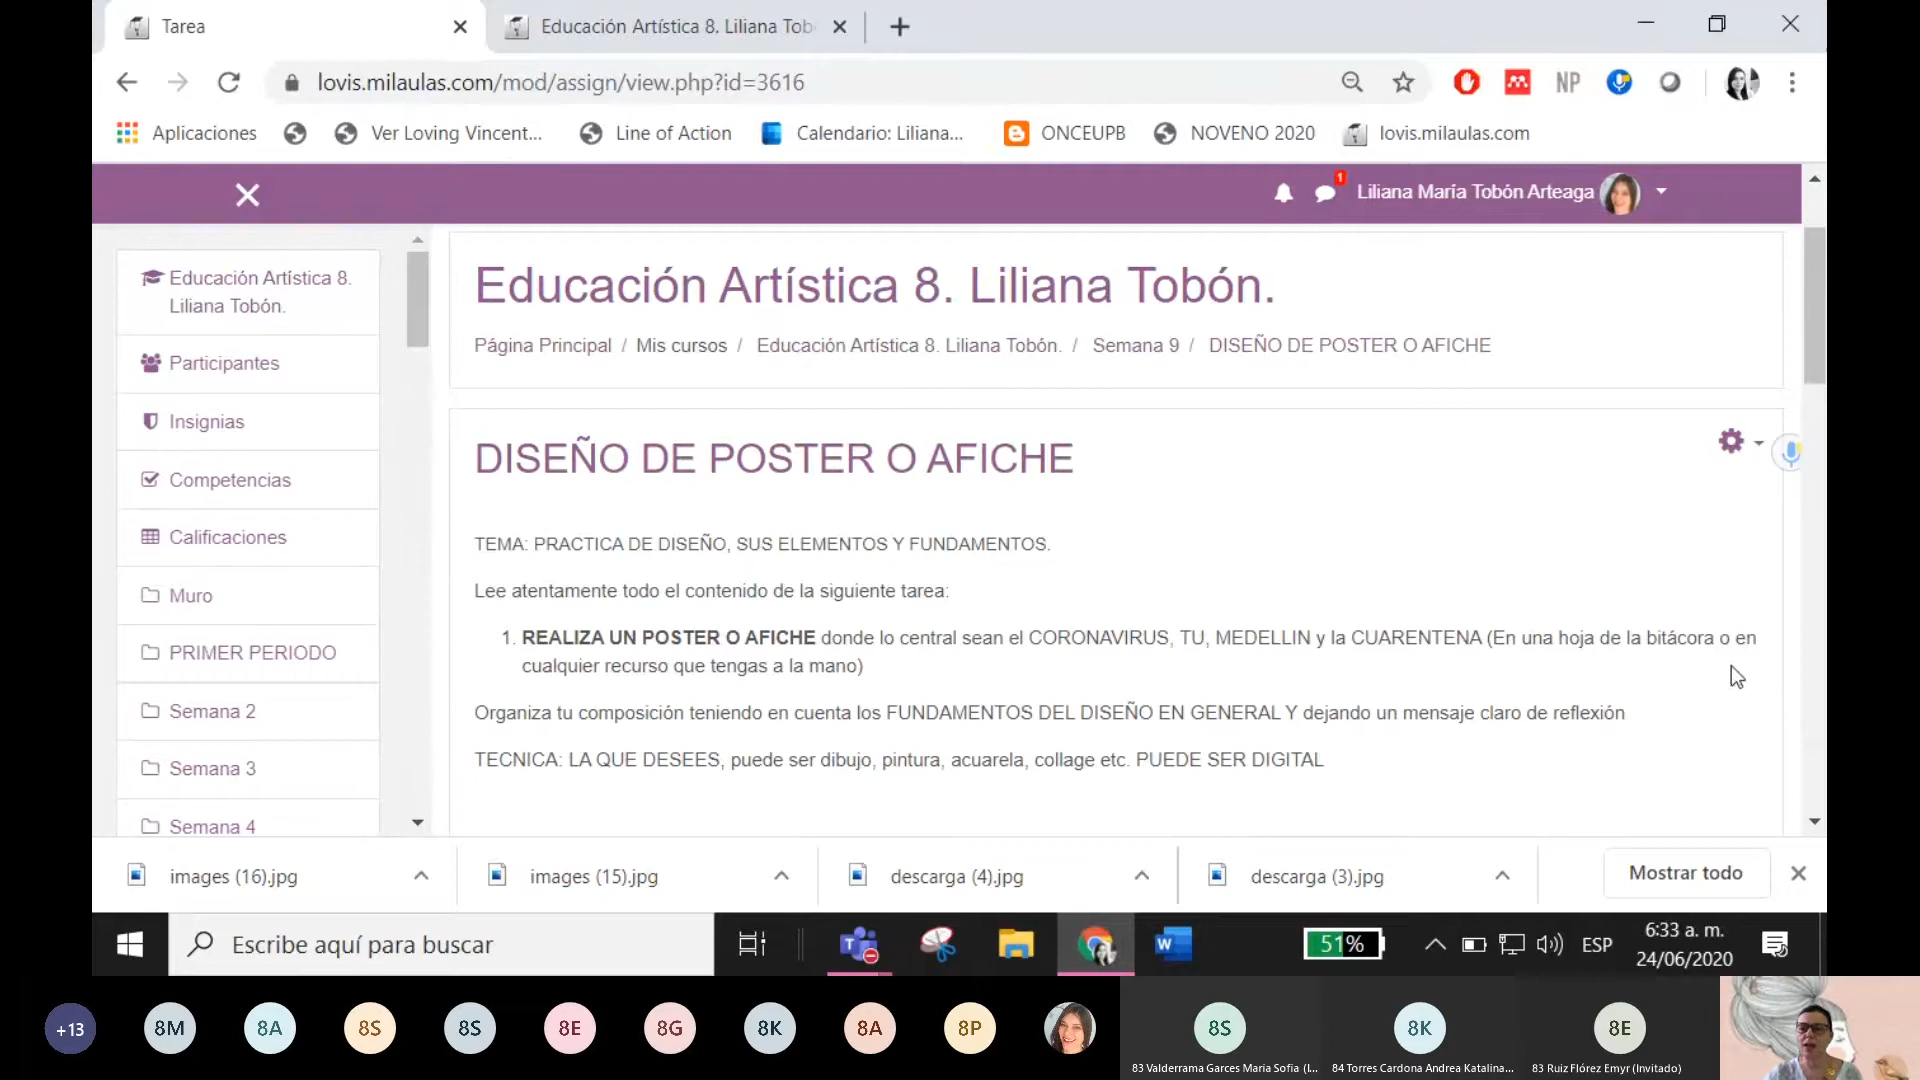 Tarea
Educación Artística 8. Liliana Tob
lovis.milaulas.com/mod/assign/view.php?id=3616
NP
Aplicaciones
Ver Loving Vincent...
Line of Action
Calendario: Liliana...
ONCEUPB
NOVENO 2020
lovis.milaulas.com
1
Liliana María Tobón Arteaga
Educación Artística 8.
Liliana Tobón.
Participantes
Insignias
Competencias
Calificaciones
Muro
PRIMER PERIODO
Semana 2
Semana 3
Semana 4
Educación Artística 8. Liliana Tobón.
Página Principal / Mis cursos / Educación Artística 8. Liliana Tobón. / Semana 9 / DISEÑO DE POSTER O AFICHE
DISEÑO DE POSTER O AFICHE
TEMA: PRACTICA DE DISEÑO, SUS ELEMENTOS Y FUNDAMENTOS.
Lee atentamente todo el contenido de la siguiente tarea:
1. REALIZA UN POSTER O AFICHE donde lo central sean el CORONAVIRUS, TU, MEDELLIN y la CUARENTENA (En una hoja de la bitácora o en
cualquier recurso que tengas a la mano)
Organiza tu composición teniendo en cuenta los FUNDAMENTOS DEL DISEÑO EN GENERAL Y dejando un mensaje claro de reflexión
TECNICA: LA QUE DESEES, puede ser dibujo, pintura, acuarela, collage etc. PUEDE SER DIGITAL
images (16).jpg
images (15).jpg
descarga (4).jpg
descarga (3).jpg
Mostrar todo
Escribe aquí para buscar
T
W
51%
ESP
6:33 a. m.
24/06/2020
+13
8M
8A
8S
8S
8E
8G
8K
8A
8P
8S
8K
8E
83 Valderrama Garces Maria Sofia (I...
84 Torres Cardona Andrea Katalina...
83 Ruiz Flórez Emyr (Invitado)